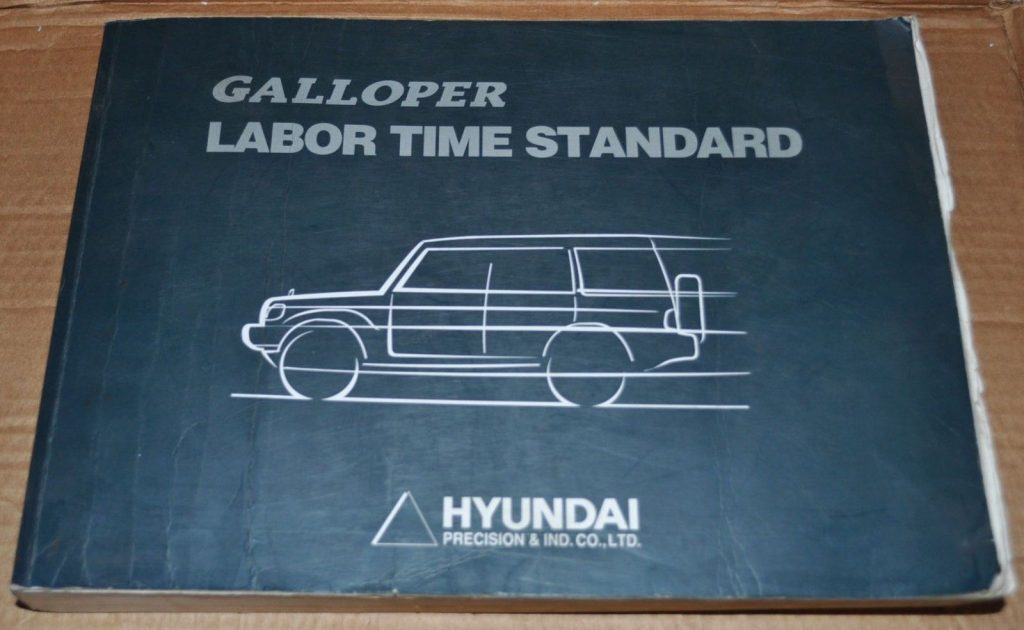 GALLOPER
LABOR TIME STANDARD
HYUNDAI
PRECISION & IND. CO., LTD.